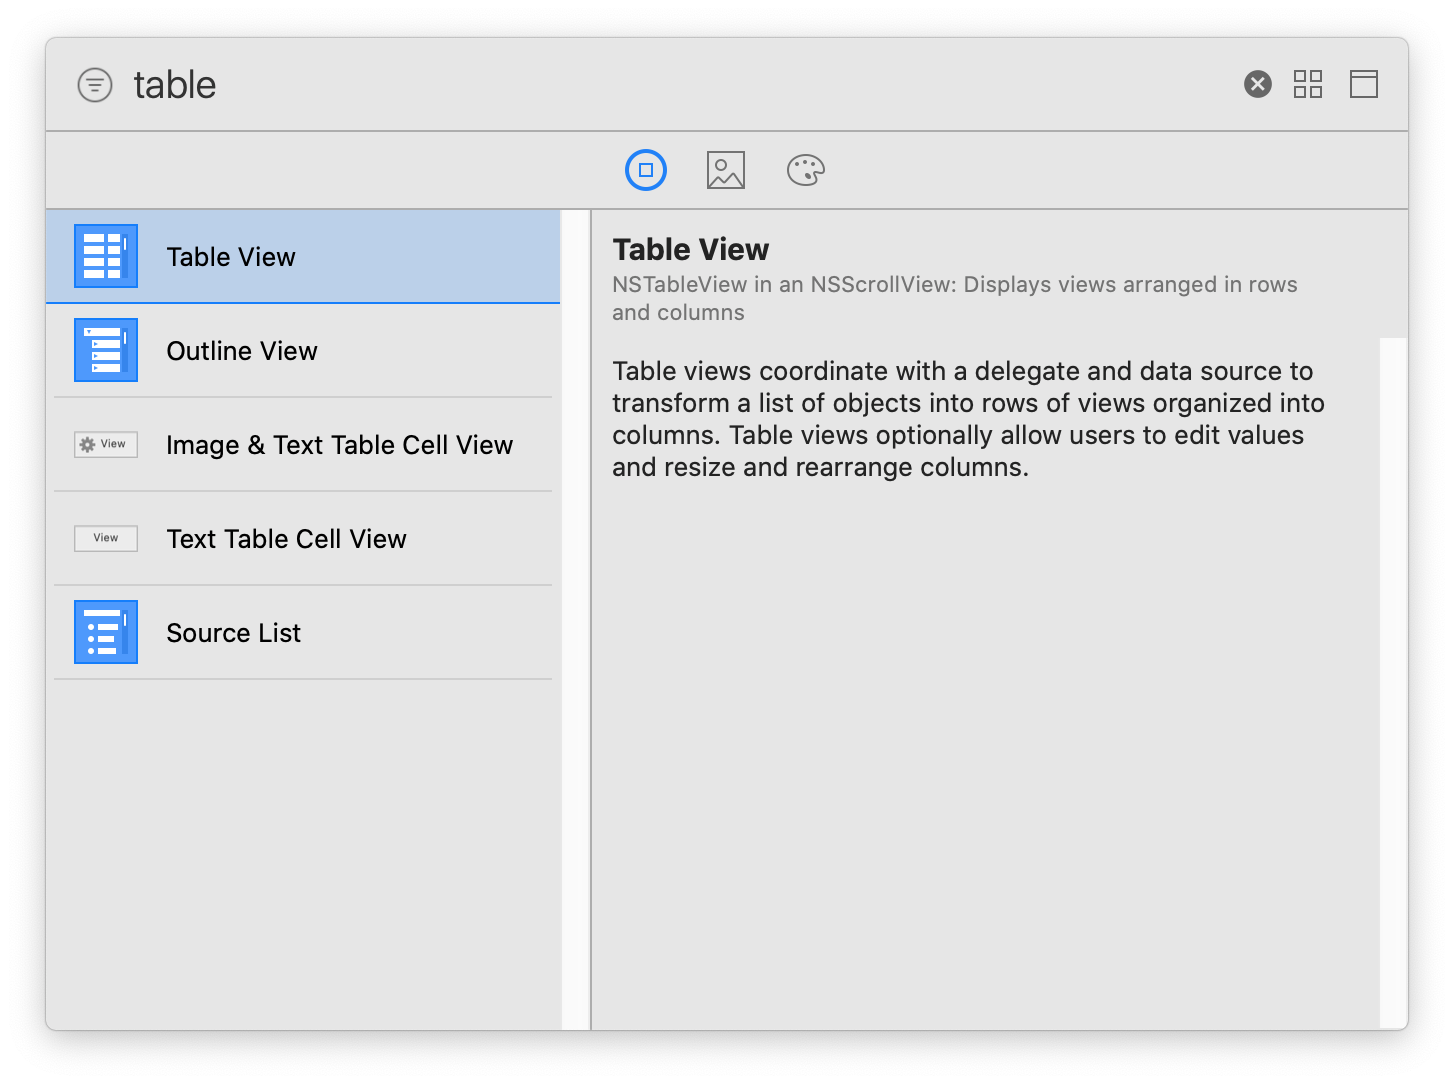 table
Table View
Outline View
View
Image & Text Table Cell View
View
Text Table Cell View
Source List
Table View
NSTableView in an NSScrollView: Displays views arranged in rows
and columns
Table views coordinate with a delegate and data source to
transform a list of objects into rows of views organized into
columns. Table views optionally allow users to edit values
and resize and rearrange columns.